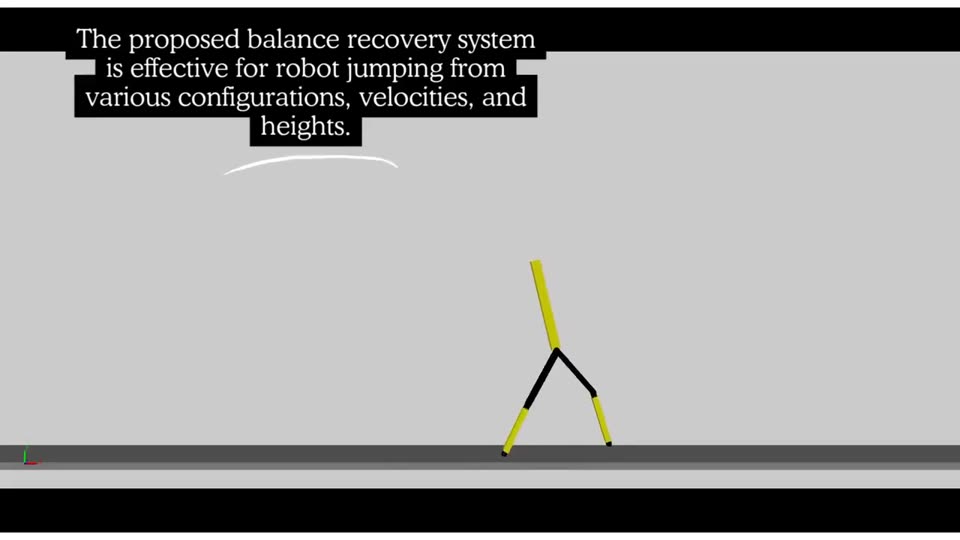 The proposed balance recovery system
is effective for robot jumping from
various configurations, velocities, and
heights.